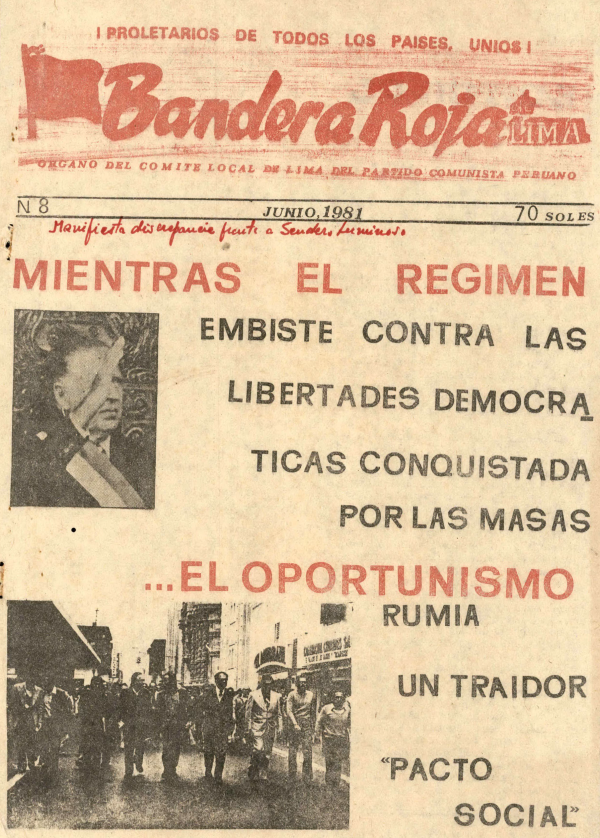 ¡ PROLETARIOS DE TODOS LOS PAISES, UNIOS !
Bandera Roja
LIMA
ORGANO DEL COMITE LOCAL DE LIMA DEL PARTIDO COMUNISTA PERUANO
N 8 JUNIO, 1981 70 SOLES
Manifiesta discrepancia frente a Sendero Luminoso
MIENTRAS EL REGIMEN
EMBISTE CONTRA LAS
LIBERTADES DEMOCRA
TICAS CONQUISTADA
POR LAS MASAS
...EL OPORTUNISMO
RUMIA
UN TRAIDOR
“PACTO
SOCIAL”